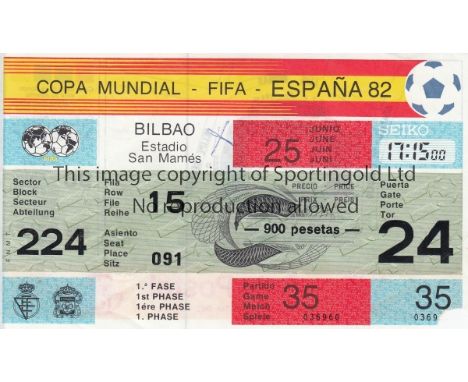 COPA MUNDIAL - FIFA - ESPAÑA 82
BILBAO
Estadio
San Mamés
25
JUNIO
JUNE
JUIN
JUNI
SEIKO
17:15:00
This image copyright of Sportingold Ltd
No reproduction allowed
Sector
Block
Secteur
Abteilung
224
Fila
Row
File
Reihe
15
Asiento
Seat
Place
Sitz
091
PRECIO PRICE
PRIX PREIS
— 900 pesetas —
Puerta
Gate
Porte
Tor
24
F.N.M.T.
1.ª FASE
1st PHASE
1ére PHASE
1. PHASE
Partido
Game
Match
Spiele
35
036960
35
0369